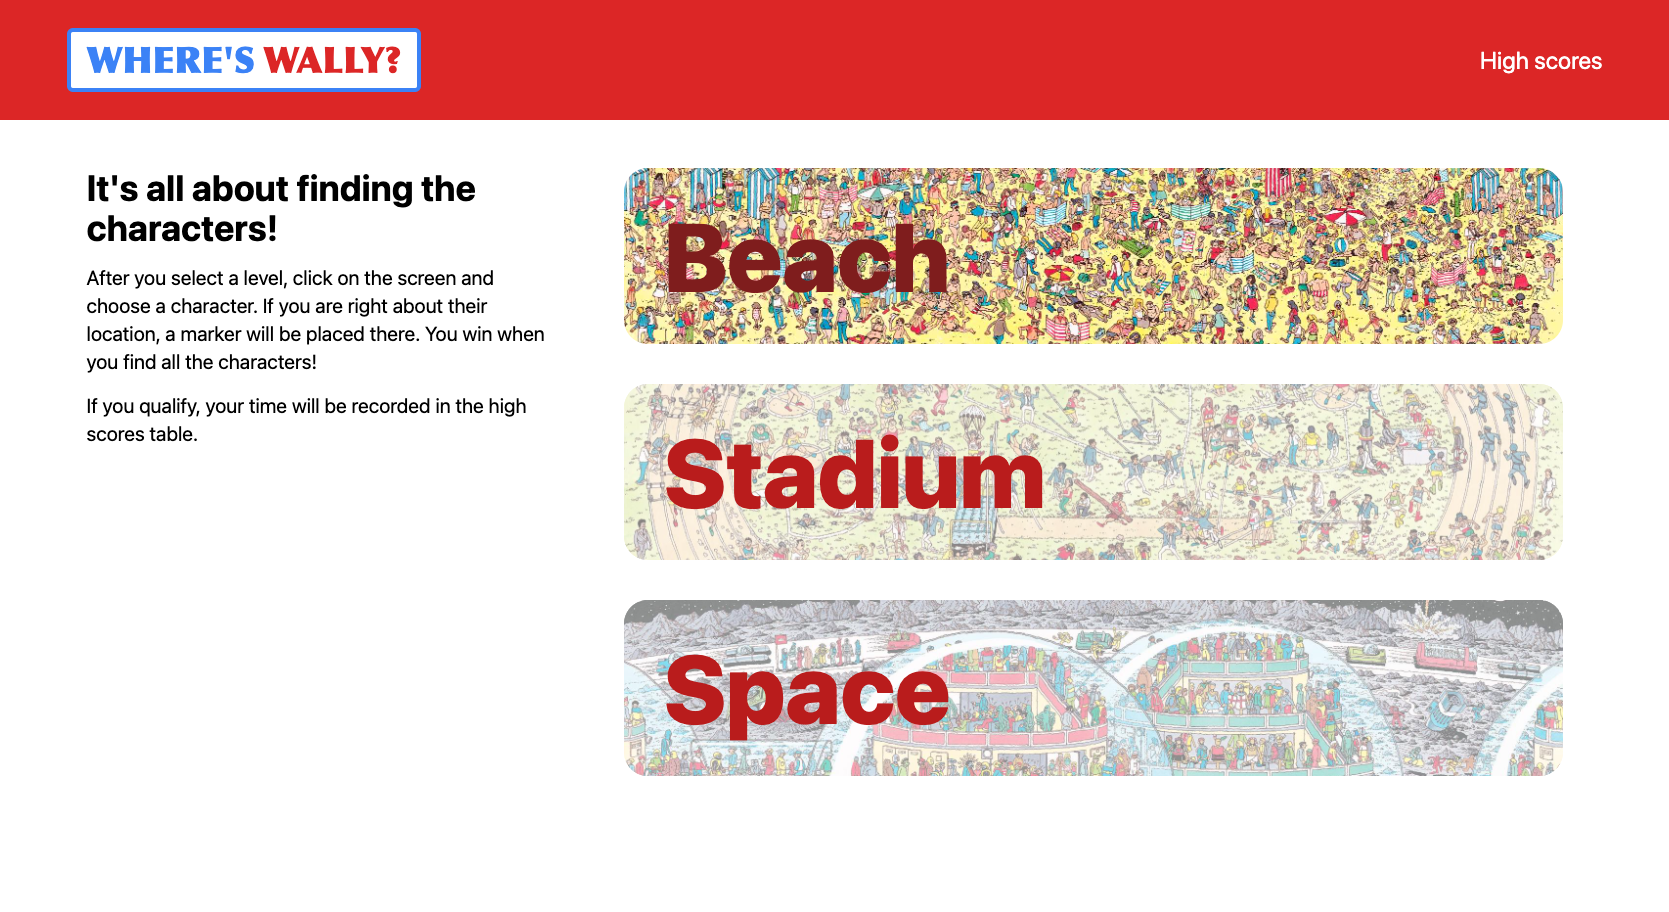 WHERE'S WALLY?
High scores
It's all about finding the
characters!
After you select a level, click on the screen and
choose a character. If you are right about their
location, a marker will be placed there. You win when
you find all the characters!
If you qualify, your time will be recorded in the high
scores table.
Beach
Stadium
Space